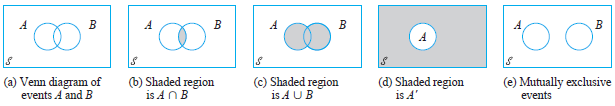 A B
S
(a) Venn diagram of
events A and B
A B
S
(b) Shaded region
is A ∩ B
A B
S
(c) Shaded region
is A ∪ B
A
S
(d) Shaded region
is A′
A B
S
(e) Mutually exclusive
events